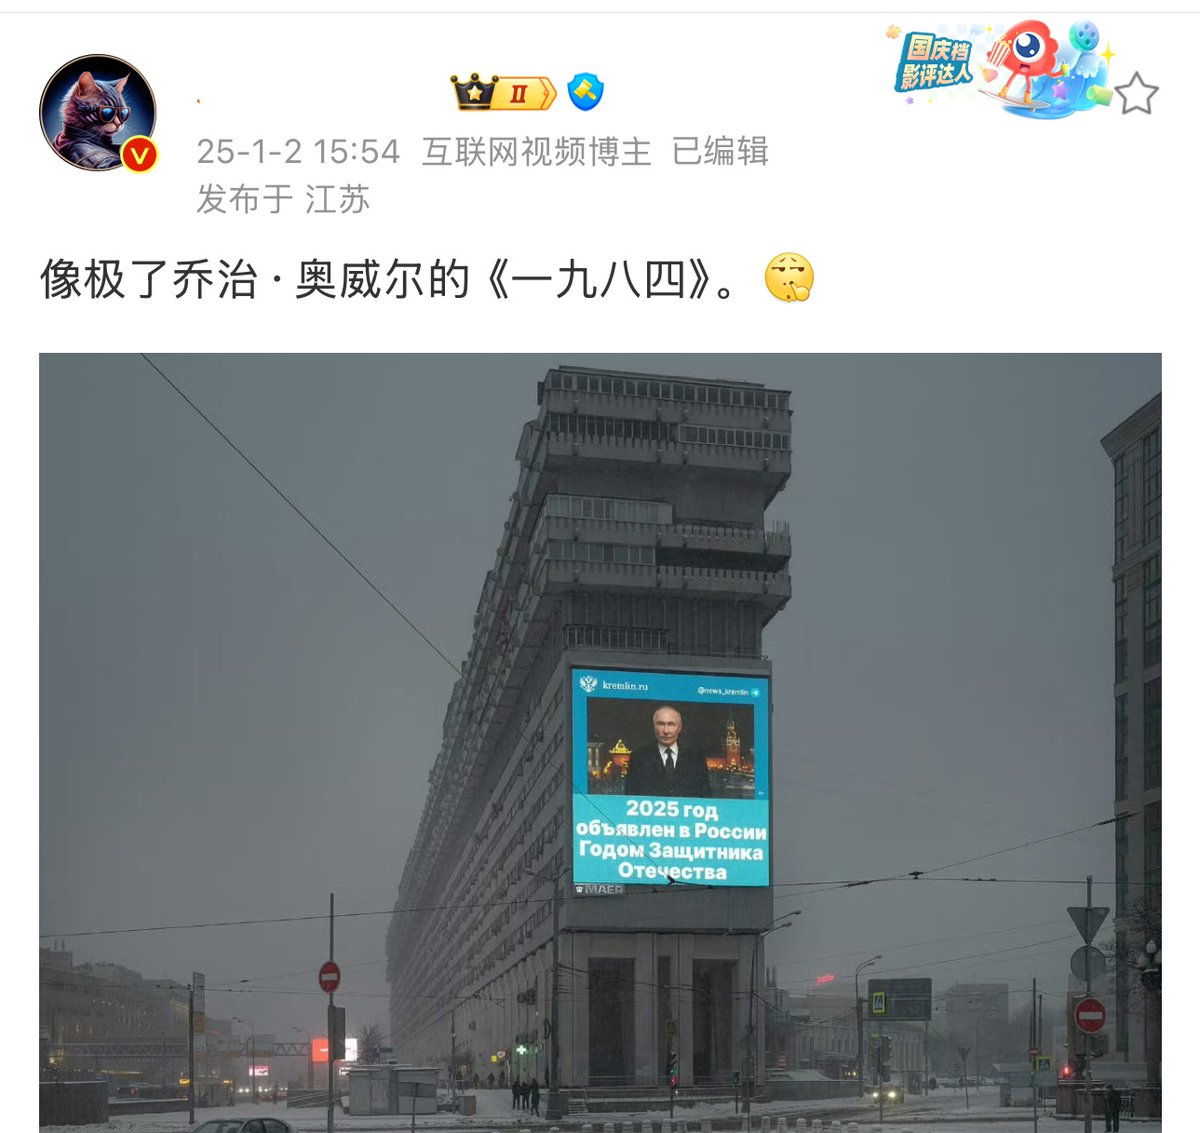 国庆档
影评达人
II
25-1-2 15:54 互联网视频博主 已编辑
发布于 江苏
像极了乔治·奥威尔的《一九八四》。
kremlin.ru
@news_kremlin
2025 год
объявлен в России
Годом Защитника
Отечества
MAER